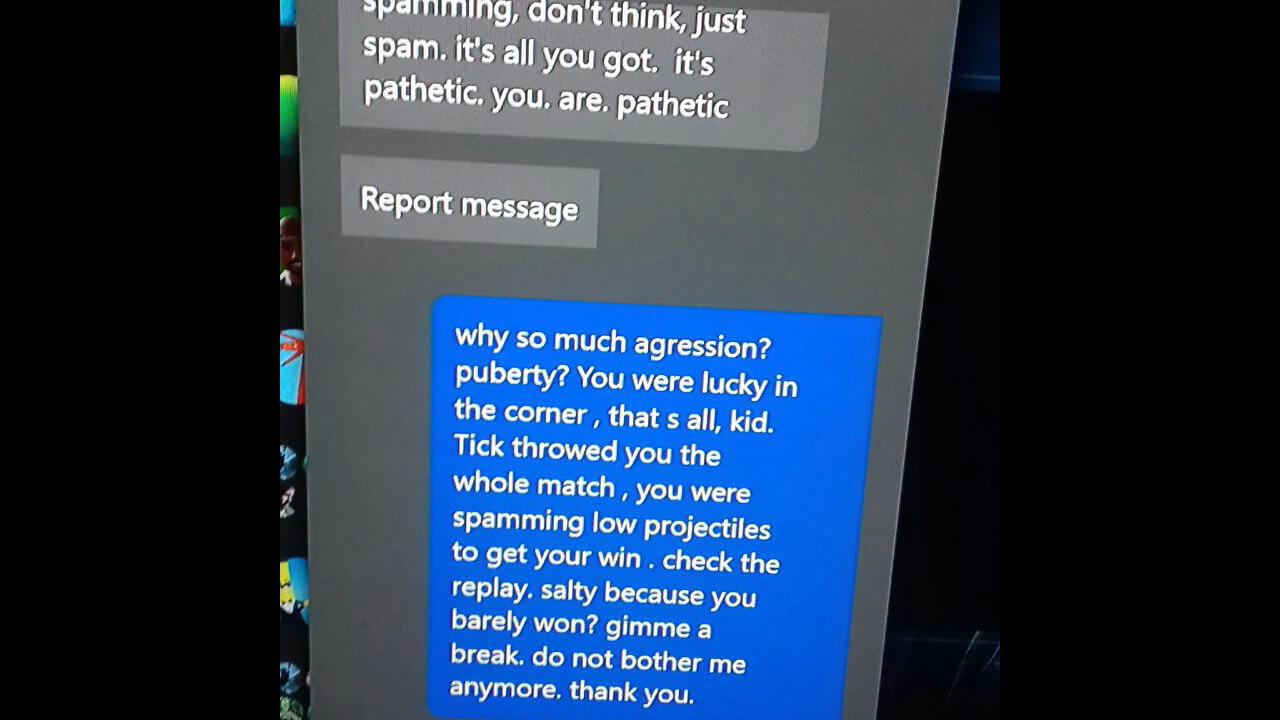 spamming, don't think, just
spam. it's all you got.  it's
pathetic. you. are. pathetic
Report message
why so much agression?
puberty? You were lucky in
the corner , that s all, kid.
Tick throwed you the
whole match , you were
spamming low projectiles
to get your win . check the
replay. salty because you
barely won? gimme a
break. do not bother me
anymore. thank you.